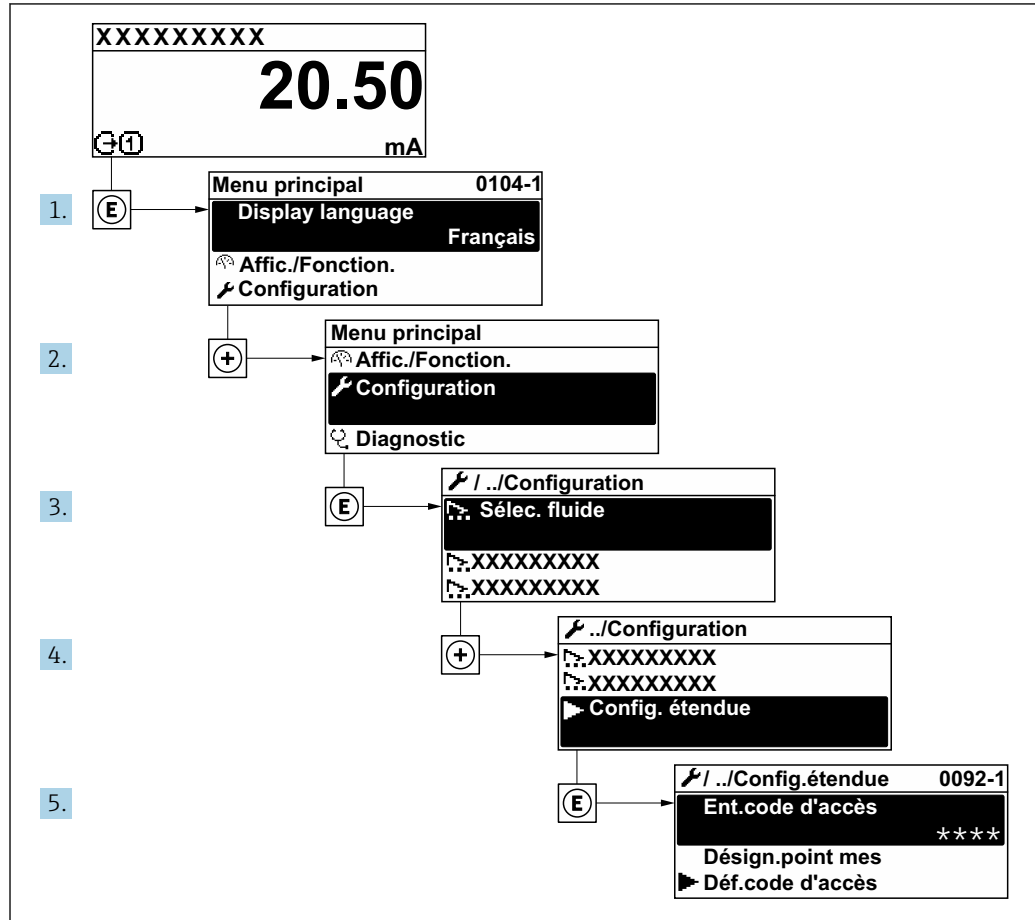 XXXXXXXXX
20.50
1 mA
1. E
Menu principal 0104-1
Display language
Français
Affic./Fonction.
Configuration
2. +
Menu principal
Affic./Fonction.
Configuration
Diagnostic
3. E
/ ../Configuration
Sélec. fluide
XXXXXXXXX
XXXXXXXXX
4. +
../Configuration
XXXXXXXXX
XXXXXXXXX
Config. étendue
5. E
/ ../Config.étendue 0092-1
Ent.code d'accès
****
Désign.point mes
Déf.code d'accès